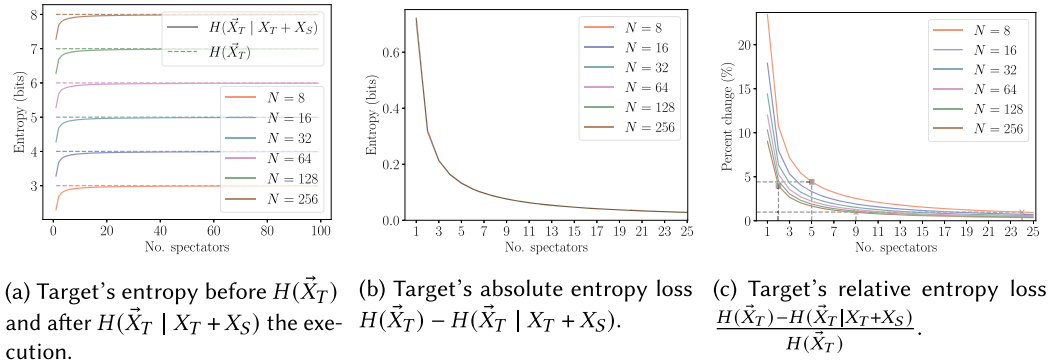 8
7
6
5
4
3
Entropy (bits)
H(X⃗_T | X_T + X_S)
H(X⃗_T)
N = 8
N = 16
N = 32
N = 64
N = 128
N = 256
0 20 40 60 80 100
No. spectators
0.6
0.4
0.2
0.0
Entropy (bits)
N = 8
N = 16
N = 32
N = 64
N = 128
N = 256
1 3 5 7 9 11 13 15 17 19 21 23 25
No. spectators
20
15
10
5
0
Percent change (%)
N = 8
N = 16
N = 32
N = 64
N = 128
N = 256
1 3 5 7 9 11 13 15 17 19 21 23 25
No. spectators
(a) Target's entropy before H(X⃗_T)
and after H(X⃗_T | X_T + X_S) the exe-
cution.
(b) Target's absolute entropy loss
H(X⃗_T) − H(X⃗_T | X_T + X_S).
(c) Target's relative entropy loss
H(X⃗_T)−H(X⃗_T|X_T+X_S)
H(X⃗_T) .